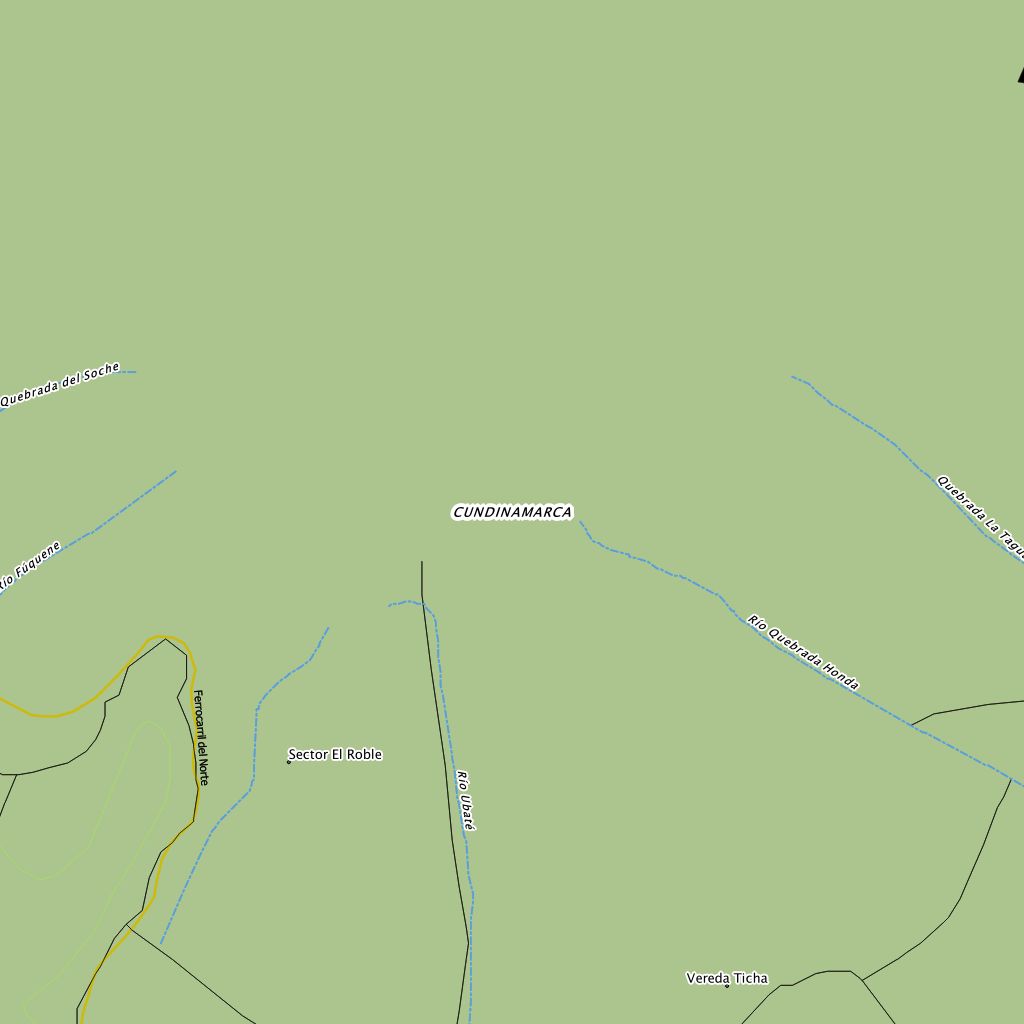 Quebrada del Soche
Quebrada La Tagua
CUNDINAMARCA
Río Fúquene
Río Quebrada Honda
Ferrocarril del Norte
Sector El Roble
Río Ubaté
Vereda Ticha